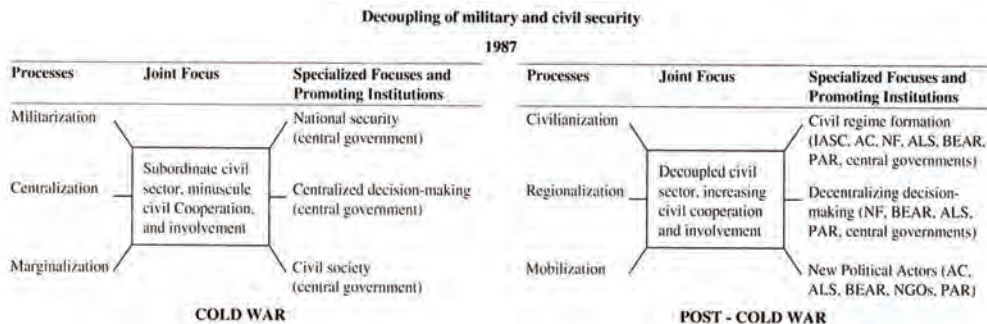 Decoupling of military and civil security
1987
Processes
Joint Focus
Specialized Focuses and
Promoting Institutions
Militarization
Centralization
Marginalization
Subordinate civil
sector, minuscule
civil Cooperation,
and involvement
National security
(central government)
Centralized decision-making
(central government)
Civil society
(central government)
COLD WAR
Processes
Joint Focus
Specialized Focuses and
Promoting Institutions
Civilianization
Regionalization
Mobilization
Decoupled civil
sector, increasing
civil cooperation
and involvement
Civil regime formation
(IASC, AC, NF, ALS, BEAR,
PAR, central governments)
Decentralizing decision-
making (NF, BEAR, ALS,
PAR, central governments)
New Political Actors (AC,
ALS, BEAR, NGOs, PAR)
POST - COLD WAR